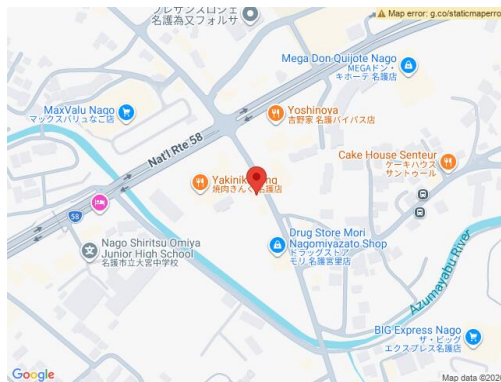 プレサンスロジェ
名護為又フォルサ
Map error: g.co/staticmaperro
Mega Don Quijote Nago
MEGAドン・
キホーテ 名護店
MaxValu Nago
マックスバリュなご店
Yoshinoya
吉野家 名護バイパス店
Nat'l Rte 58
Cake House Senteur
ケーキハウス
サントゥール
Yakiniku King
焼肉きんぐ 名護店
58
Nago Shiritsu Omiya
Junior High School
名護市立大宮中学校
Drug Store Mori
Nagomiyazato Shop
ドラッグストア
モリ 名護宮里店
Azumayabu River
BIG Express Nago
ザ・ビッグ
エクスプレス名護店
Google
Map data ©202